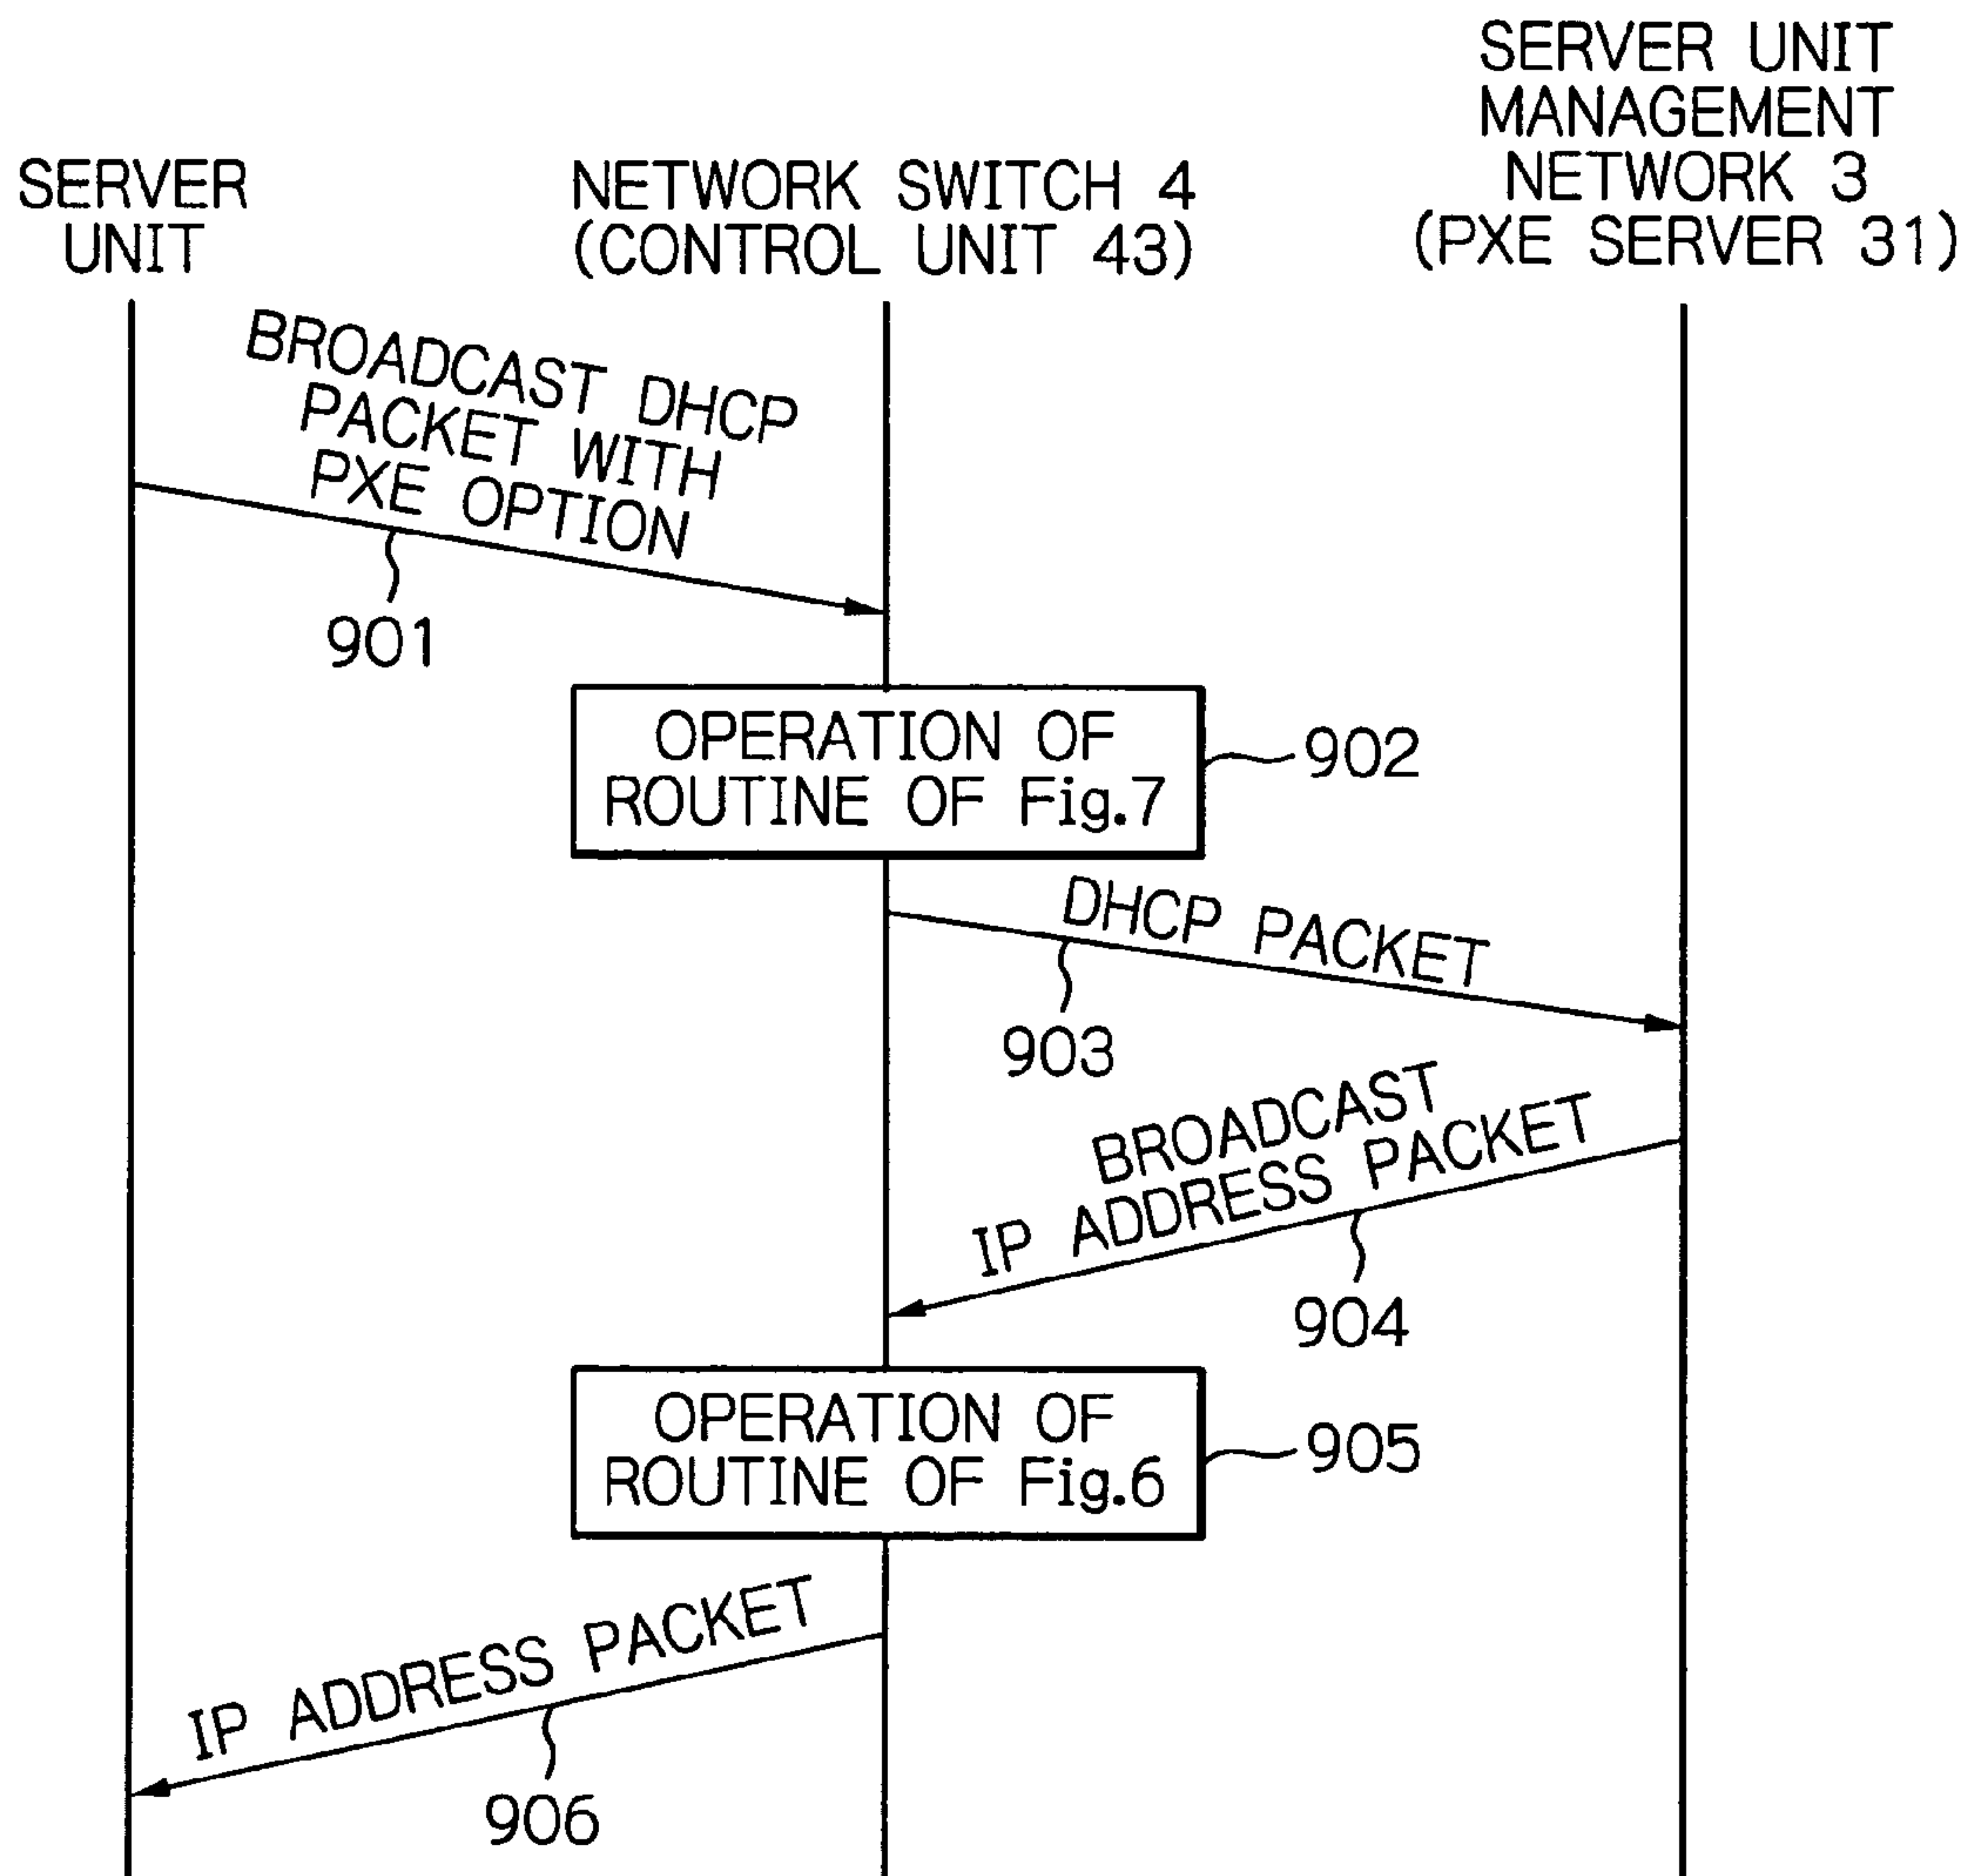 SERVER
UNIT
NETWORK SWITCH 4
(CONTROL UNIT 43)
SERVER UNIT
MANAGEMENT
NETWORK 3
(PXE SERVER 31)
BROADCAST DHCP
PACKET WITH
PXE OPTION
901
OPERATION OF
ROUTINE OF Fig.7
902
DHCP PACKET
903
BROADCAST
IP ADDRESS PACKET
904
OPERATION OF
ROUTINE OF Fig.6
905
IP ADDRESS PACKET
906